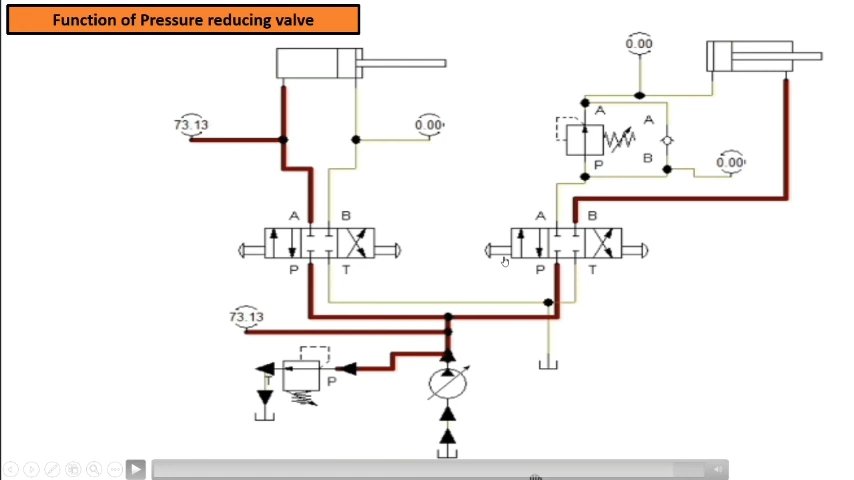 Function of Pressure reducing valve
0.00
73.13
0.00
A
A
P
B
0.00
A
B
P
T
A
B
P
T
73.13
T
P